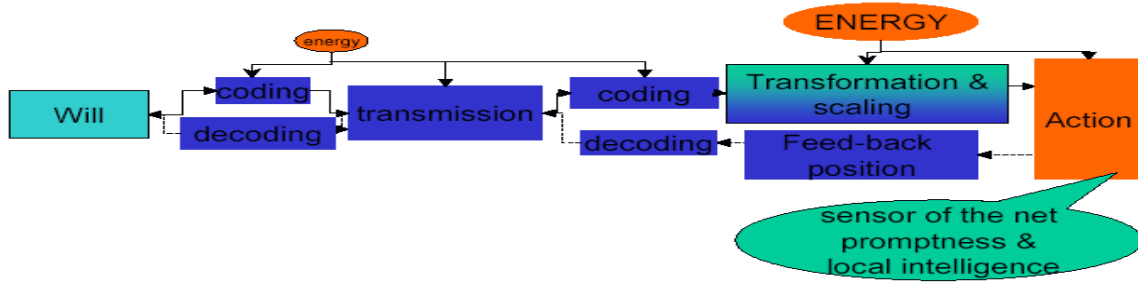 ENERGY
energy
coding
Transformation &
scaling
coding
Will
transmission
Action
decoding
decoding
Feed-back
position
sensor of the net
promptness &
local intelligence